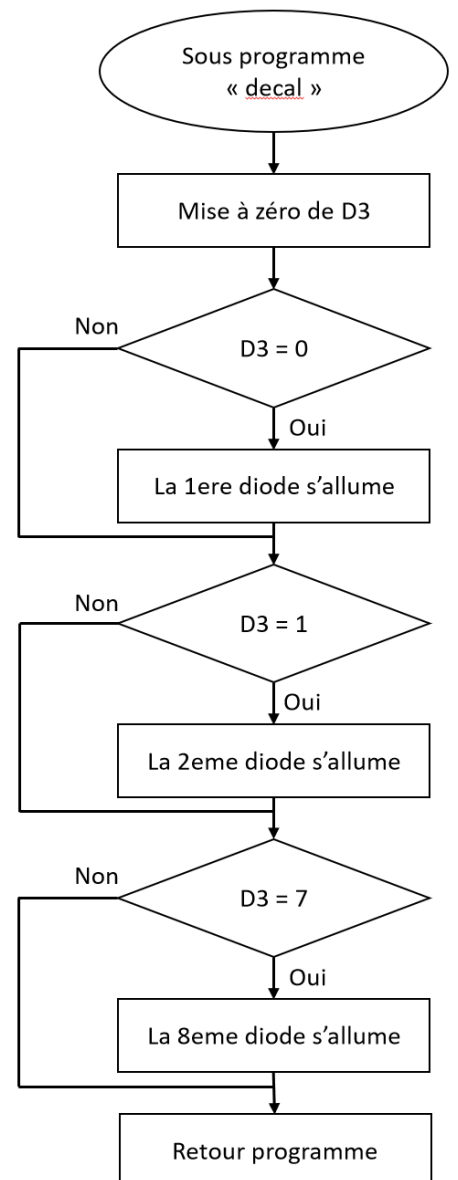 Sous programme
« decal »
Mise à zéro de D3
Non
D3 = 0
Oui
La 1ere diode s’allume
Non
D3 = 1
Oui
La 2eme diode s’allume
Non
D3 = 7
Oui
La 8eme diode s’allume
Retour programme